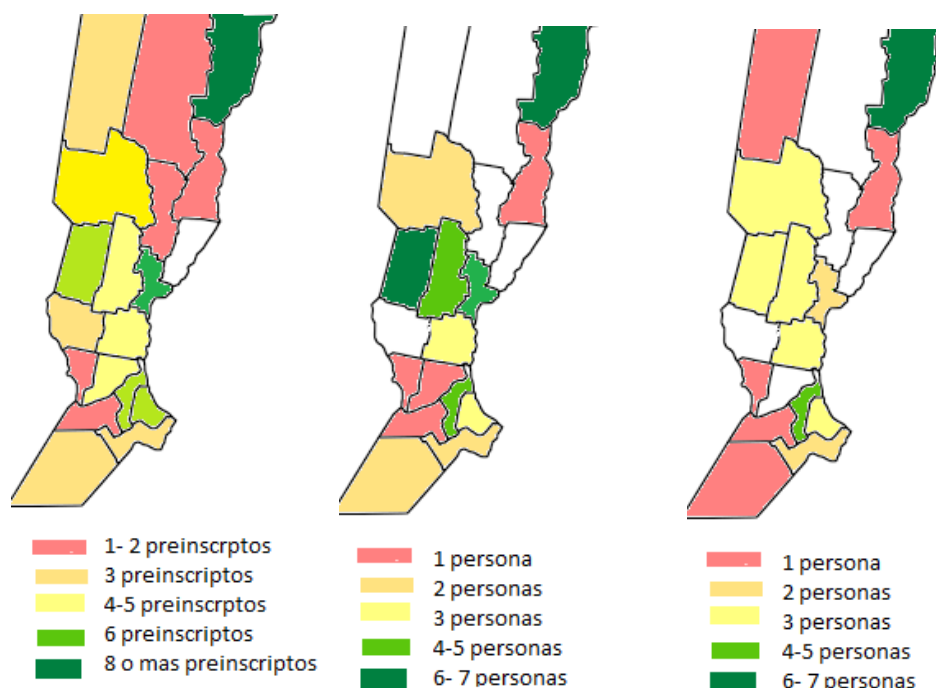 1- 2 preinscrptos
3 preinscriptos
4-5 preinscrptos
6 preinscriptos
8 o mas preinscriptos
1 persona
2 personas
3 personas
4-5 personas
6- 7 personas
1 persona
2 personas
3 personas
4-5 personas
6- 7 personas